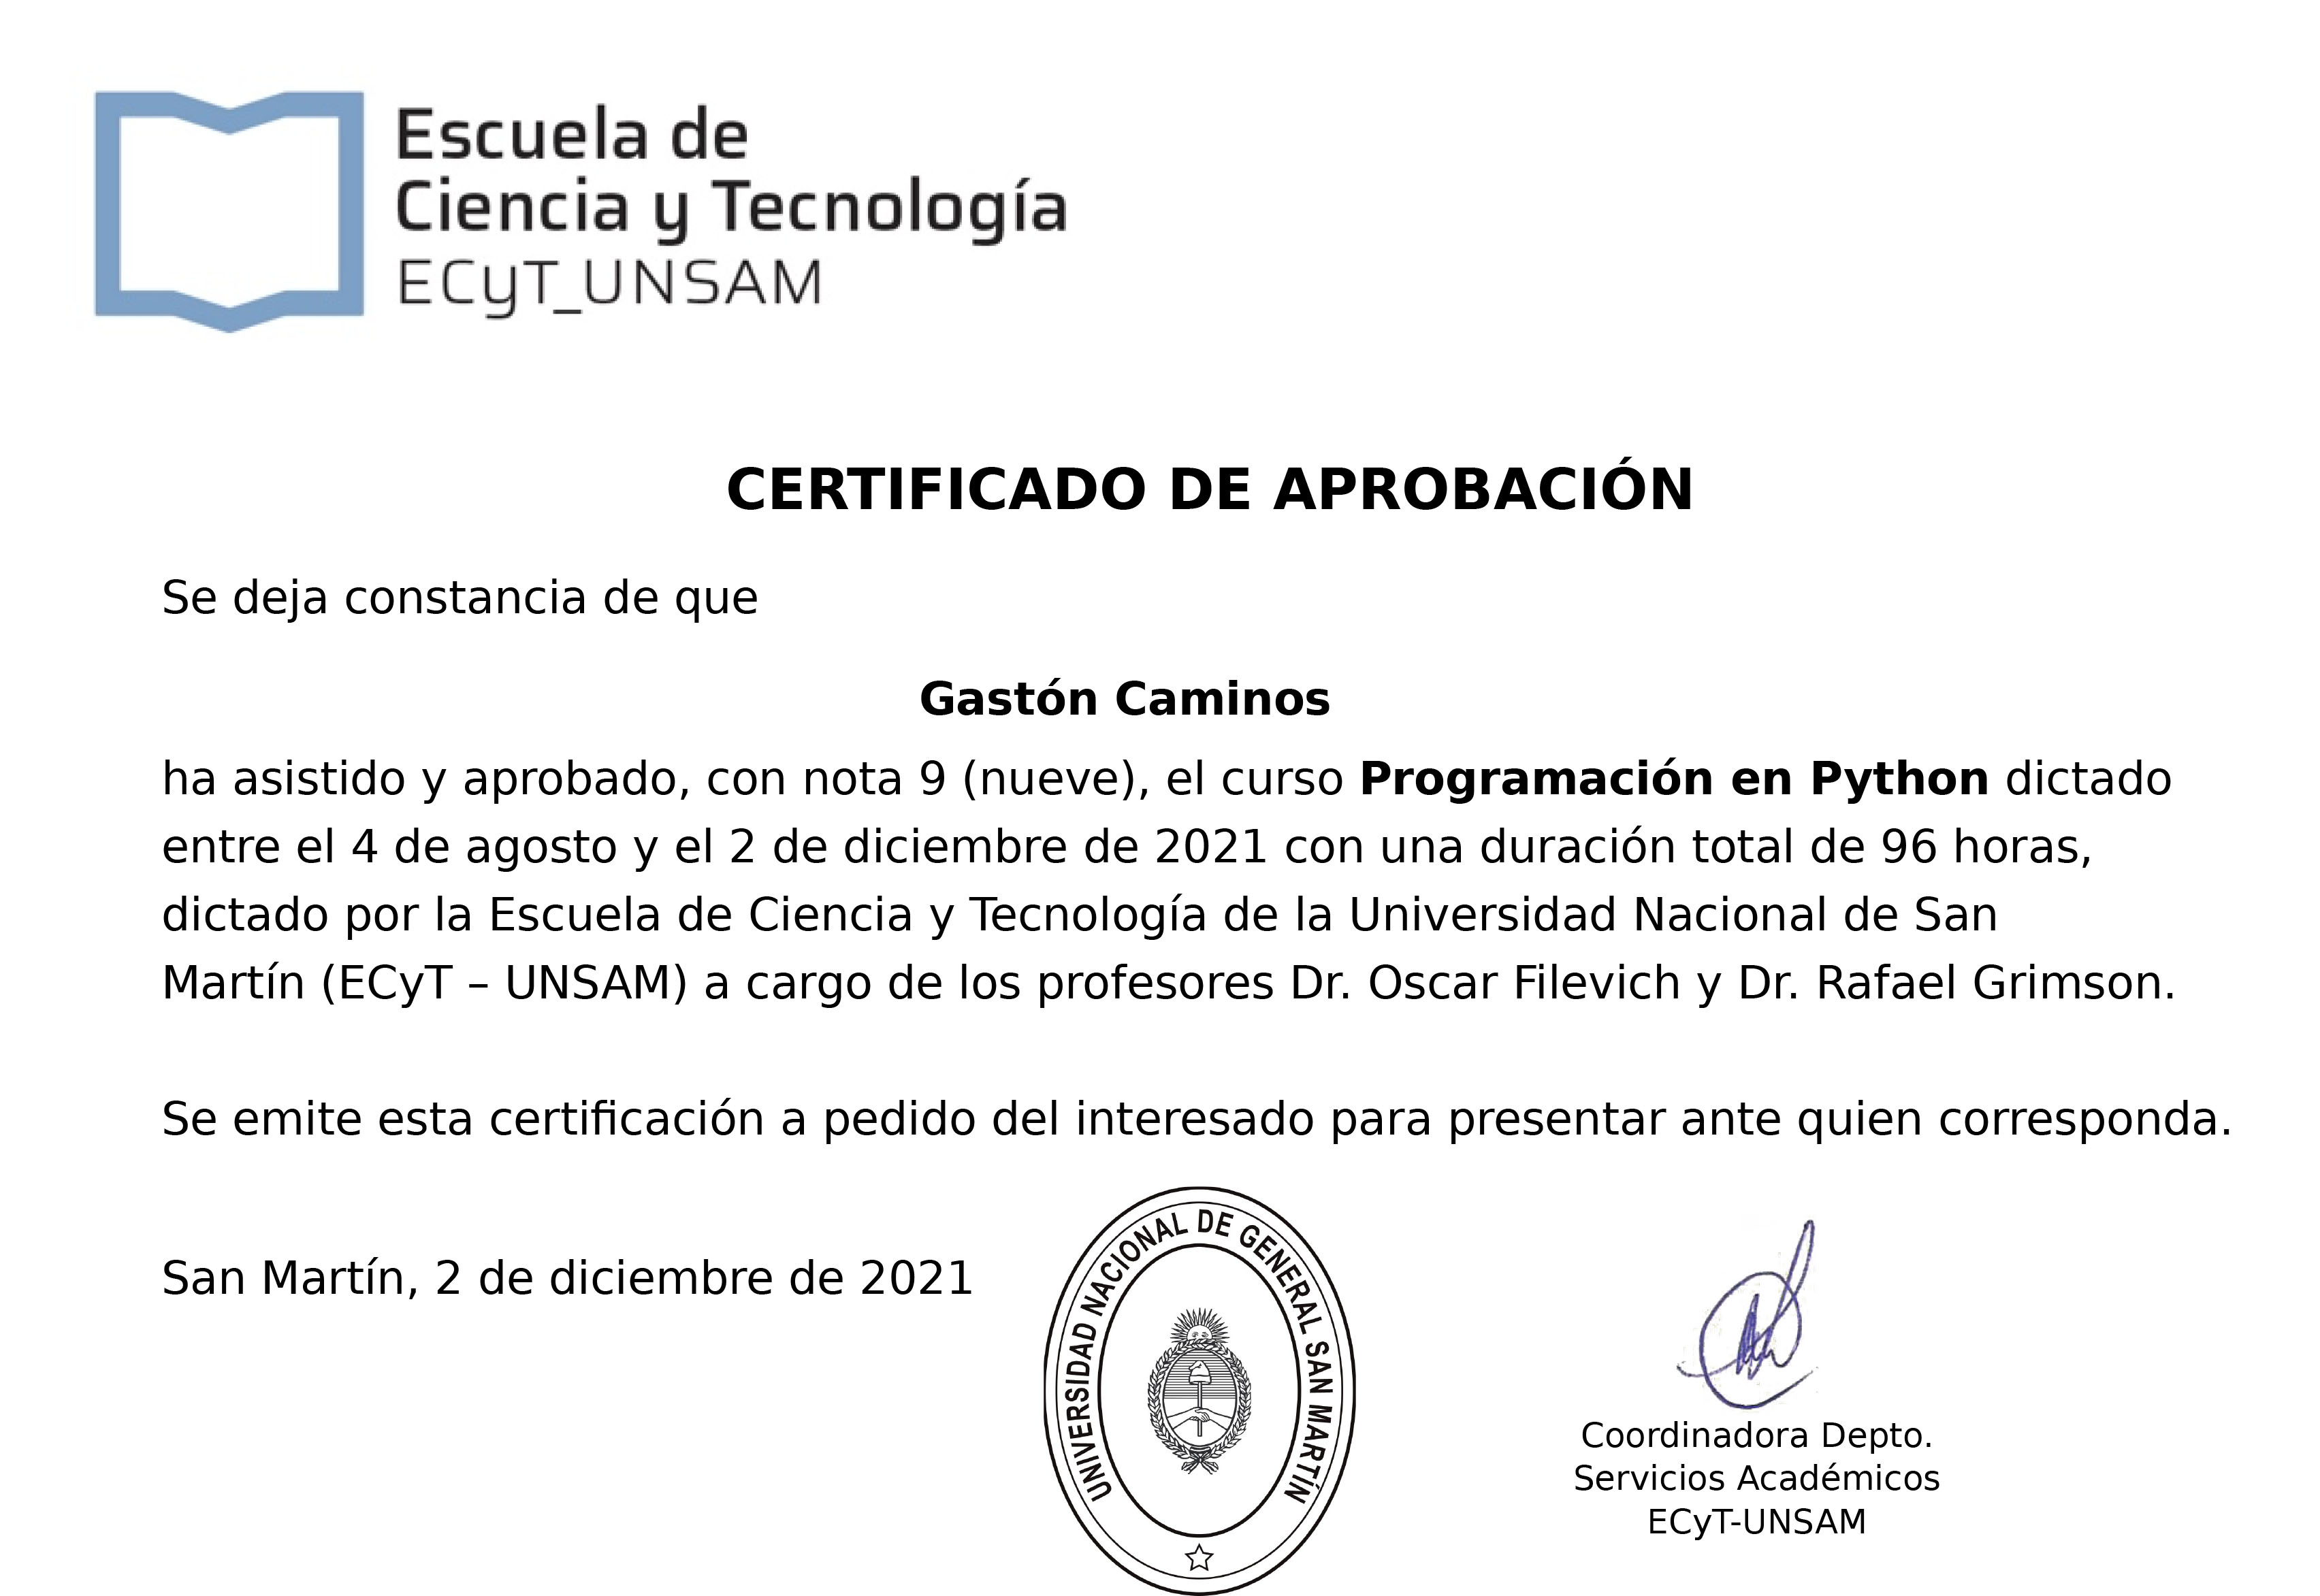 Escuela de
Ciencia y Tecnología
ECyT_UNSAM
CERTIFICADO DE APROBACIÓN
Se deja constancia de que
Gastón Caminos
ha asistido y aprobado, con nota 9 (nueve), el curso Programación en Python dictado
entre el 4 de agosto y el 2 de diciembre de 2021 con una duración total de 96 horas,
dictado por la Escuela de Ciencia y Tecnología de la Universidad Nacional de San
Martín (ECyT – UNSAM) a cargo de los profesores Dr. Oscar Filevich y Dr. Rafael Grimson.
Se emite esta certificación a pedido del interesado para presentar ante quien corresponda.
San Martín, 2 de diciembre de 2021
UNIVERSIDAD NACIONAL DE GENERAL SAN MARTÍN
Coordinadora Depto.
Servicios Académicos
ECyT-UNSAM